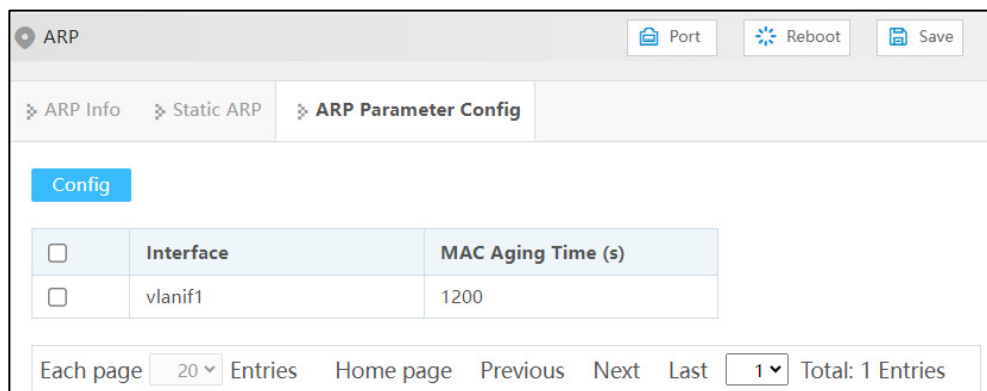 ARP Port Reboot Save
ARP Info Static ARP ARP Parameter Config
Config
Interface MAC Aging Time (s)
vlanif1 1200
Each page 20 Entries Home page Previous Next Last 1 Total: 1 Entries